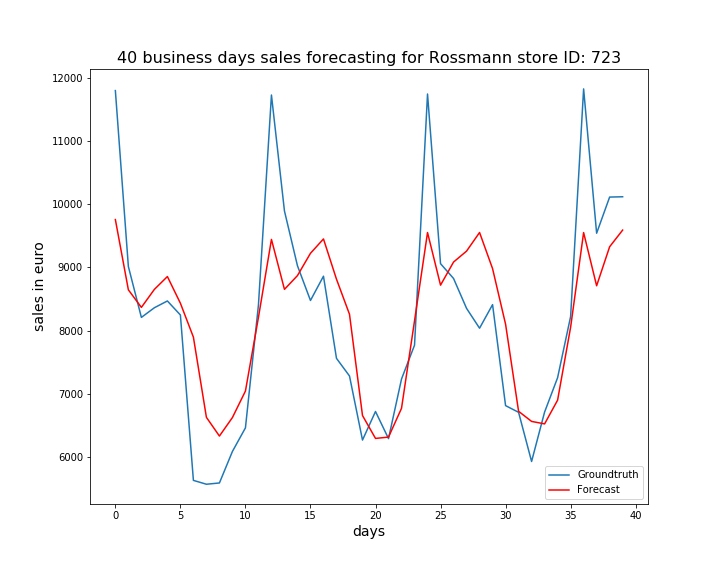 40 business days sales forecasting for Rossmann store ID: 723
12000
11000
10000
9000
8000
7000
6000
sales in euro
0 5 10 15 20 25 30 35 40
days
Groundtruth
Forecast